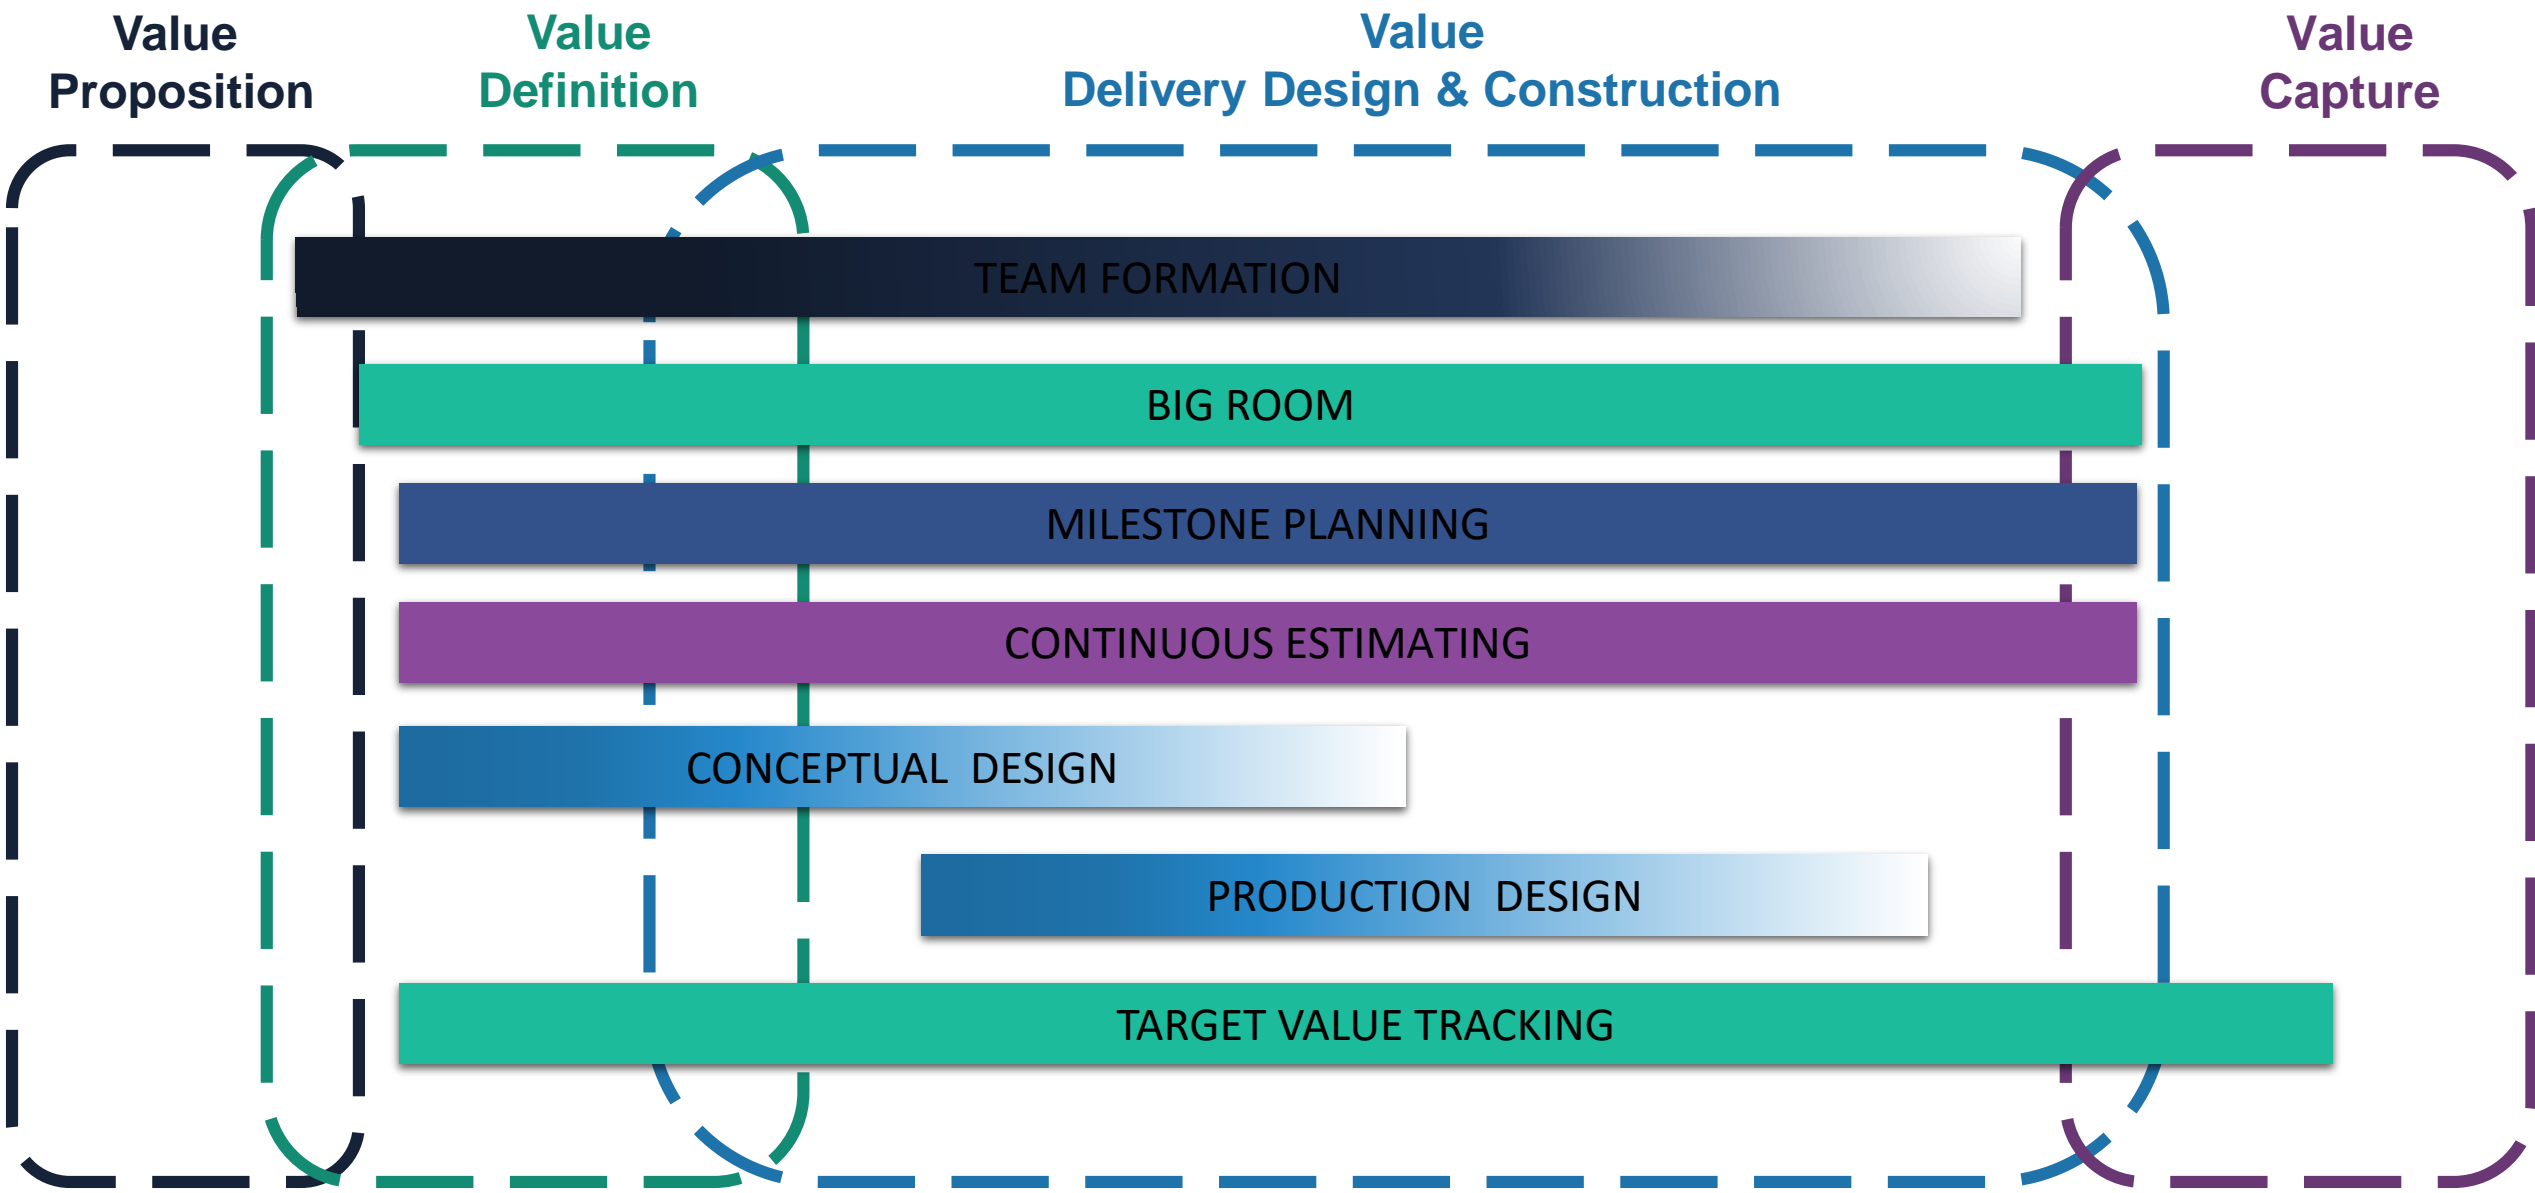 Value
Proposition
Value
Definition
Value
Delivery Design & Construction
Value
Capture
TEAM FORMATION
BIG ROOM
MILESTONE PLANNING
CONTINUOUS ESTIMATING
CONCEPTUAL DESIGN
PRODUCTION DESIGN
TARGET VALUE TRACKING